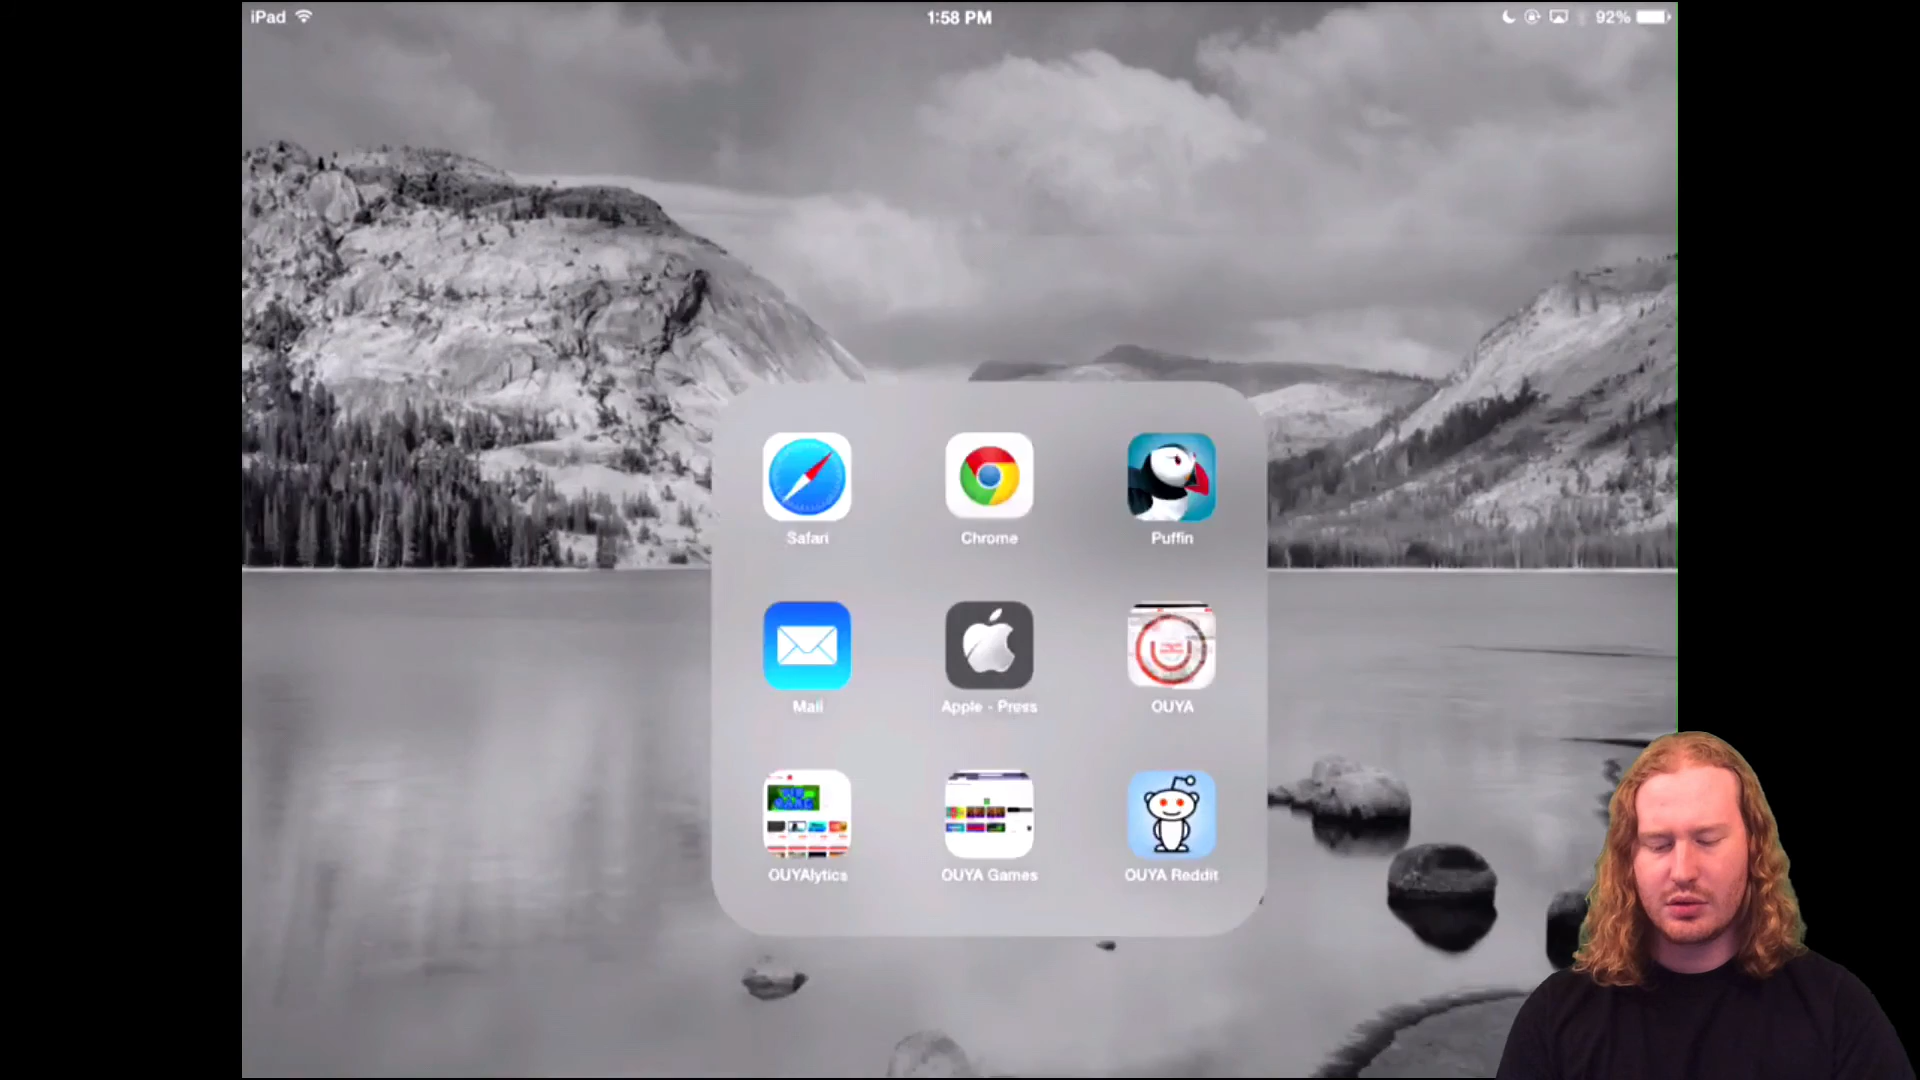 iPad
1:58 PM
92%
Safari
Chrome
Puffin
Mail
Apple - Press
OUYA
OUYAlytics
OUYA Games
OUYA Reddit